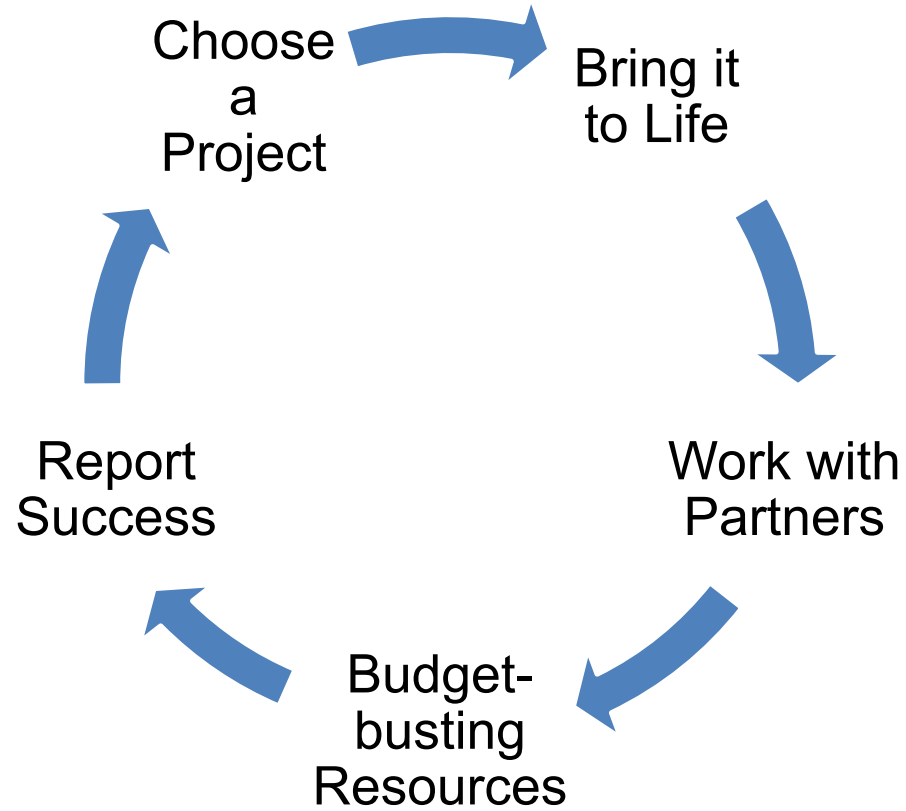 Choose
a
Project
Bring it
to Life
Work with
Partners
Budget-
busting
Resources
Report
Success